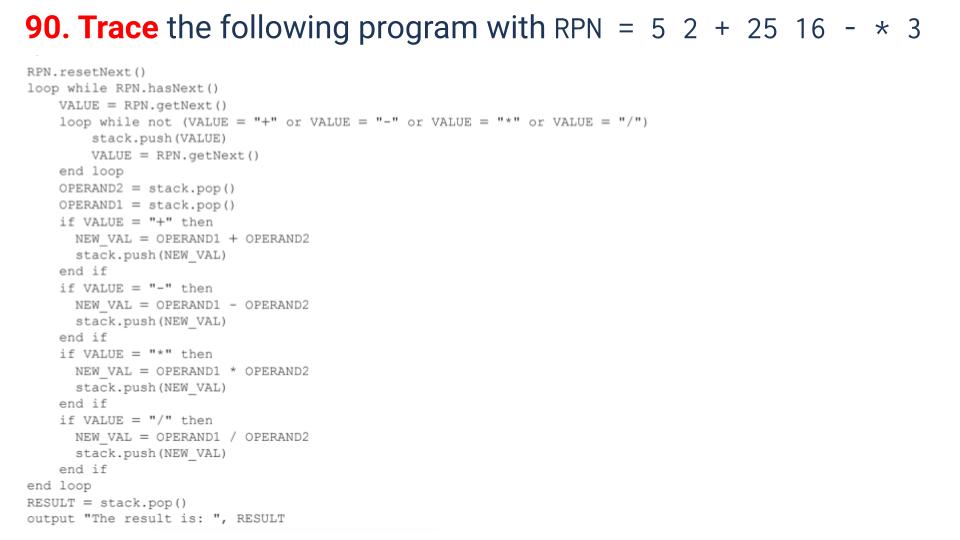 90. Trace the following program with RPN = 5 2 + 25 16 - * 3
RPN.resetNext()
loop while RPN.hasNext()
    VALUE = RPN.getNext()
    loop while not (VALUE = "+" or VALUE = "-" or VALUE = "*" or VALUE = "/")
        stack.push(VALUE)
        VALUE = RPN.getNext()
    end loop
    OPERAND2 = stack.pop()
    OPERAND1 = stack.pop()
    if VALUE = "+" then
      NEW_VAL = OPERAND1 + OPERAND2
      stack.push(NEW_VAL)
    end if
    if VALUE = "-" then
      NEW_VAL = OPERAND1 - OPERAND2
      stack.push(NEW_VAL)
    end if
    if VALUE = "*" then
      NEW_VAL = OPERAND1 * OPERAND2
      stack.push(NEW_VAL)
    end if
    if VALUE = "/" then
      NEW_VAL = OPERAND1 / OPERAND2
      stack.push(NEW_VAL)
    end if
end loop
RESULT = stack.pop()
output "The result is: ", RESULT